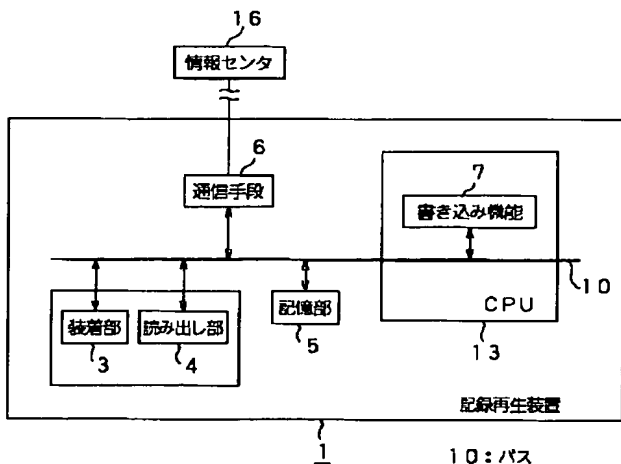 16
情報センタ
6
通信手段
7
書き込み機能
10
CPU
13
装着部
読み出し部
記憶部
3
4
5
記録再生装置
1
10:バス